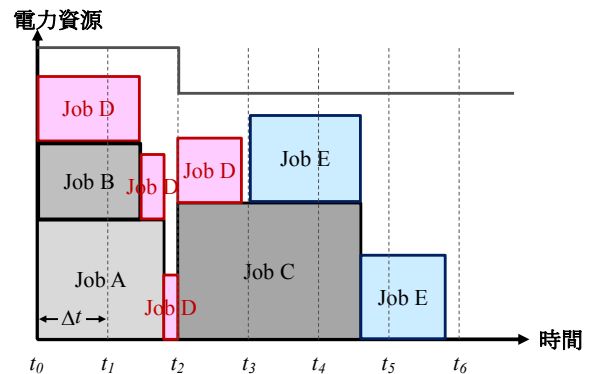 電力資源
Job D
Job B
Job D
Job D
Job E
Job A
Job D
Job C
Job E
Δt
時間
t0 t1 t2 t3 t4 t5 t6